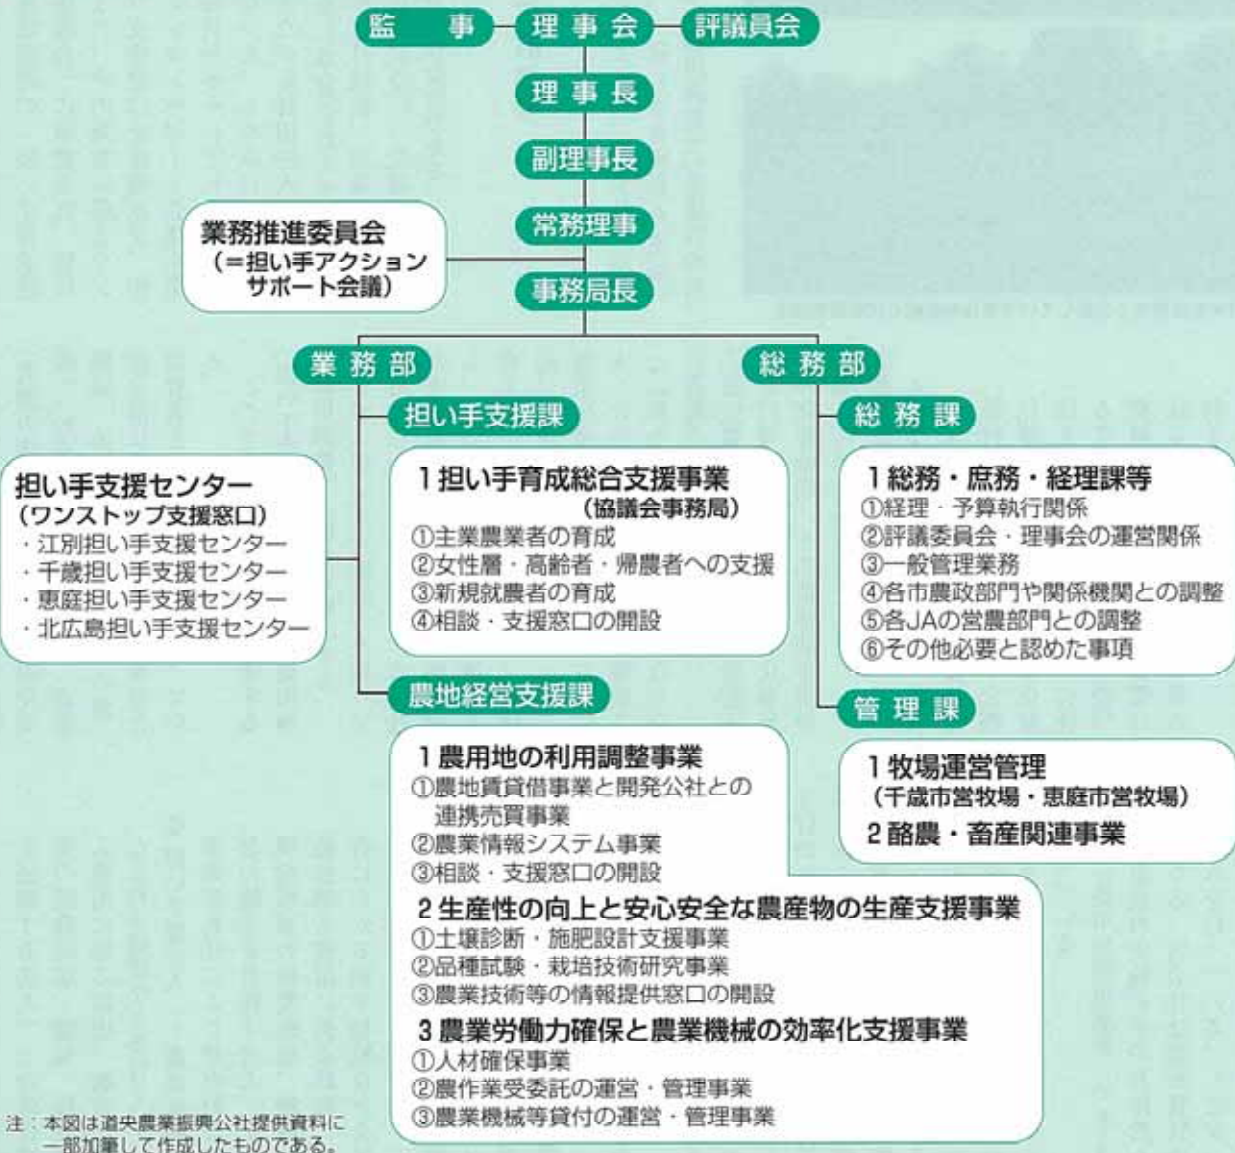 監　事
理事会
評議員会
理事長
副理事長
常務理事
業務推進委員会
（＝担い手アクション
サポート会議）
事務局長
業務部
総務部
担い手支援課
総務課
担い手支援センター
（ワンストップ支援窓口）
・江別担い手支援センター
・千歳担い手支援センター
・恵庭担い手支援センター
・北広島担い手支援センター
1 担い手育成総合支援事業
（協議会事務局）
①主業農業者の育成
②女性層・高齢者・帰農者への支援
③新規就農者の育成
④相談・支援窓口の開設
1 総務・庶務・経理課等
①経理・予算執行関係
②評議委員会・理事会の運営関係
③一般管理業務
④各市農政部門や関係機関との調整
⑤各JAの営農部門との調整
⑥その他必要と認めた事項
農地経営支援課
管理課
1 農用地の利用調整事業
①農地賃貸借事業と開発公社との
連携売買事業
②農業情報システム事業
③相談・支援窓口の開設
2 生産性の向上と安心安全な農産物の生産支援事業
①土壌診断・施肥設計支援事業
②品種試験・栽培技術研究事業
③農業技術等の情報提供窓口の開設
3 農業労働力確保と農業機械の効率化支援事業
①人材確保事業
②農作業受委託の運営・管理事業
③農業機械等貸付の運営・管理事業
1 牧場運営管理
（千歳市営牧場・恵庭市営牧場）
2 酪農・畜産関連事業
注：本図は道央農業振興公社提供資料に
一部加筆して作成したものである。